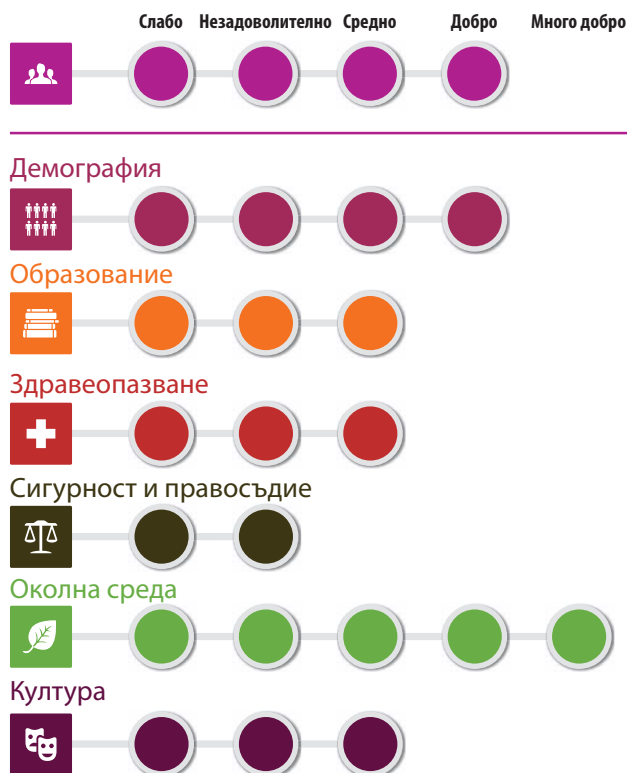 Слабо Незадоволително Средно Добро Много добро
Демография
Образование
Здравеопазване
Сигурност и правосъдие
Околна среда
Култура